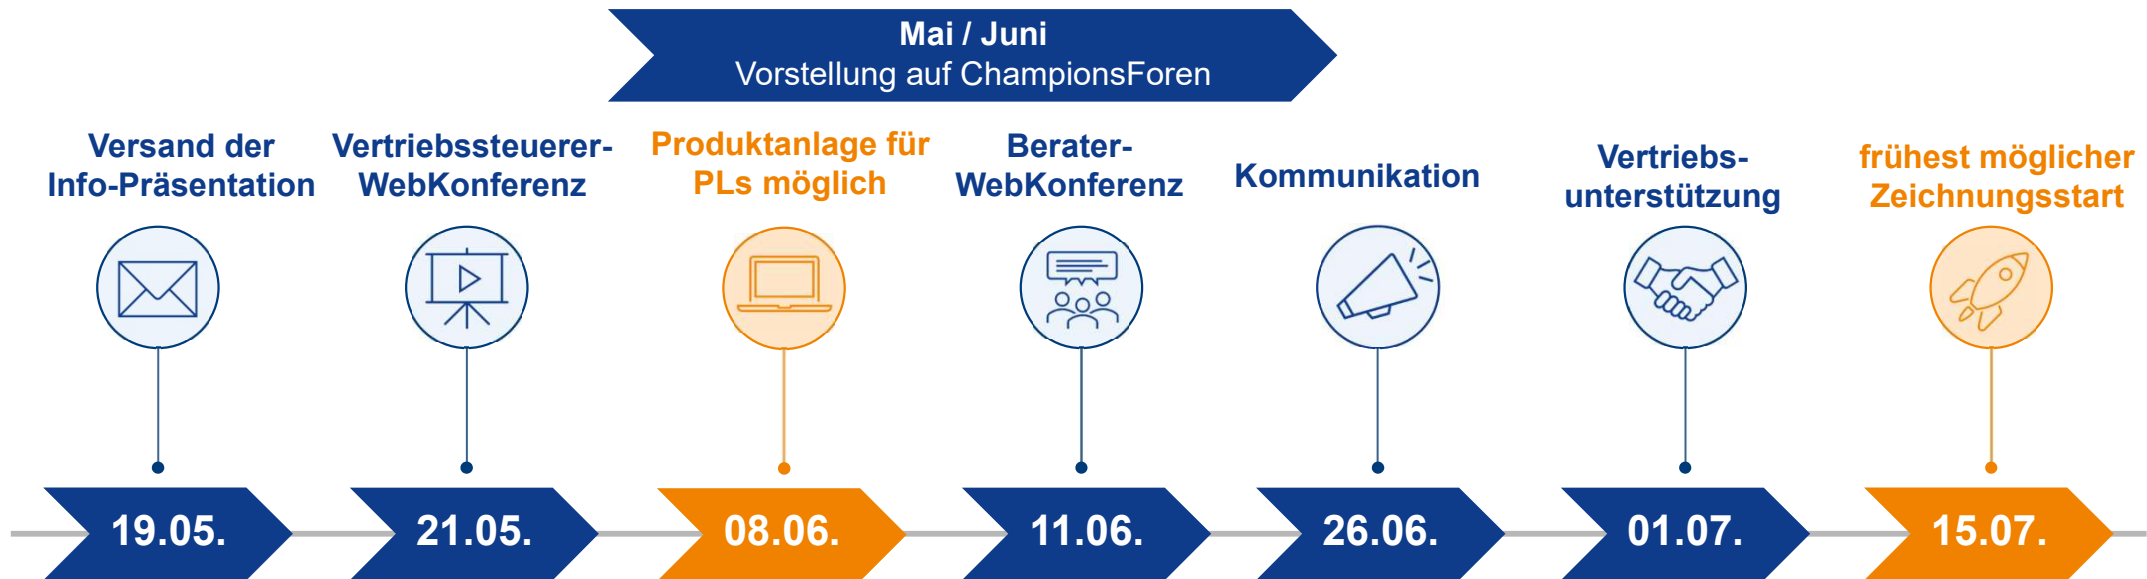 Mai / Juni
Vorstellung auf ChampionsForen
Versand der
Info-Präsentation
Vertriebssteuerer-
WebKonferenz
Produktanlage für
PLs möglich
Berater-
WebKonferenz
Kommunikation
Vertriebs-
unterstützung
frühest möglicher
Zeichnungsstart
19.05.
21.05.
08.06.
11.06.
26.06.
01.07.
15.07.